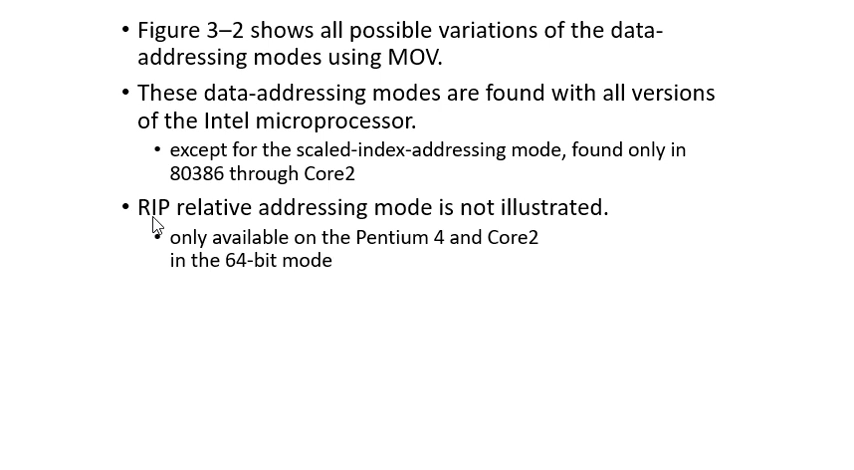 • Figure 3–2 shows all possible variations of the data-
addressing modes using MOV.
• These data-addressing modes are found with all versions
of the Intel microprocessor.
• except for the scaled-index-addressing mode, found only in
80386 through Core2
• RIP relative addressing mode is not illustrated.
• only available on the Pentium 4 and Core2
in the 64-bit mode